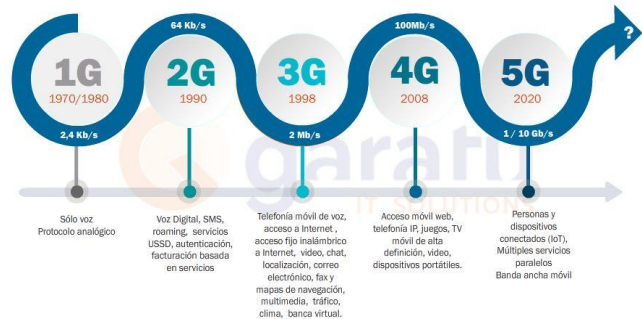 64 Kb/s
100Mb/s
?
1G
1970/1980
2G
1990
3G
1998
4G
2008
5G
2020
2,4 Kb/s
2 Mb/s
1 / 10 Gb/s
garatix
IT SOLUTIONS
Sólo voz
Protocolo analógico
Voz Digital, SMS,
roaming, servicios
USSD, autenticación,
facturación basada
en servicios
Telefonía móvil de voz,
acceso a Internet ,
acceso fijo inalámbrico
a Internet, video, chat,
localización, correo
electrónico, fax y
mapas de navegación,
multimedia, tráfico,
clima, banca virtual.
Acceso móvil web,
telefonía IP, juegos, TV
móvil de alta
definición, video,
dispositivos portátiles.
Personas y
dispositivos
conectados (IoT),
Múltiples servicios
paralelos
Banda ancha móvil